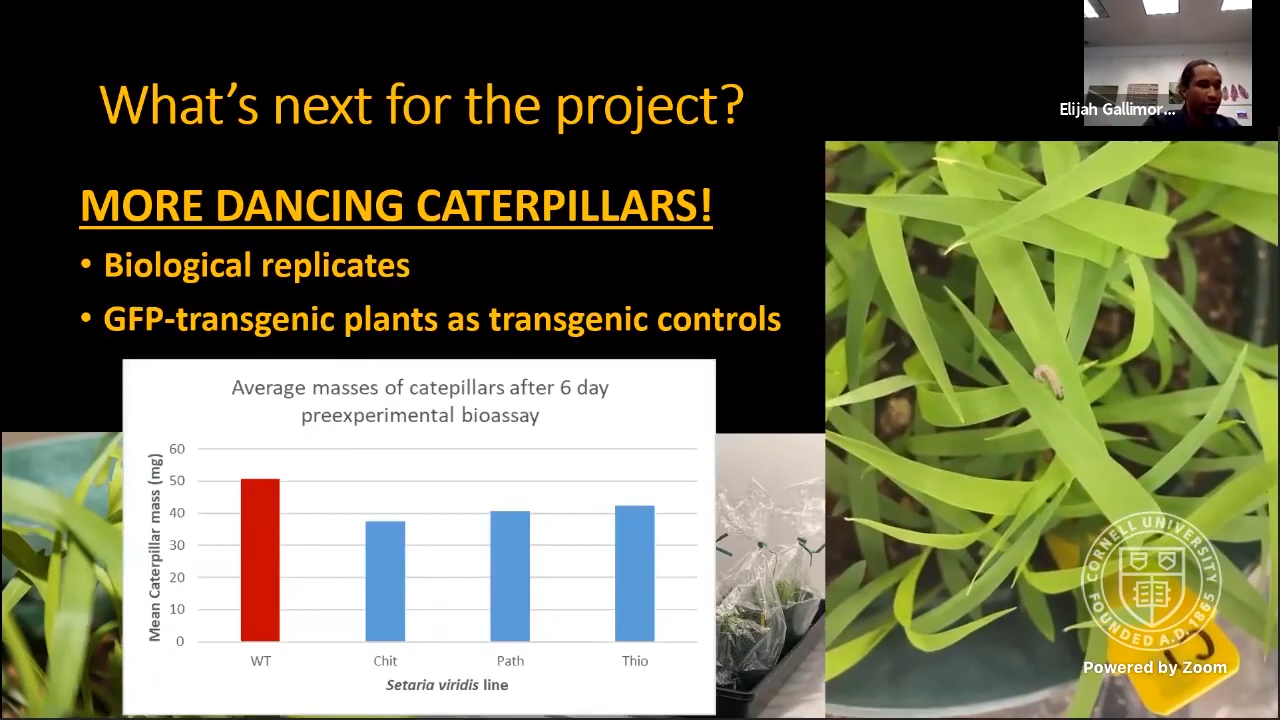 What's next for the project?
Elijah Gallimor...
MORE DANCING CATERPILLARS!
• Biological replicates
• GFP-transgenic plants as transgenic controls
Average masses of catepillars after 6 day
preexperimental bioassay
Mean Caterpillar mass (mg)
60
50
40
30
20
10
0
WT Chit Path Thio
Setaria viridis line
CORNELL UNIVERSITY
FOUNDED A.D. 1865
Powered by Zoom